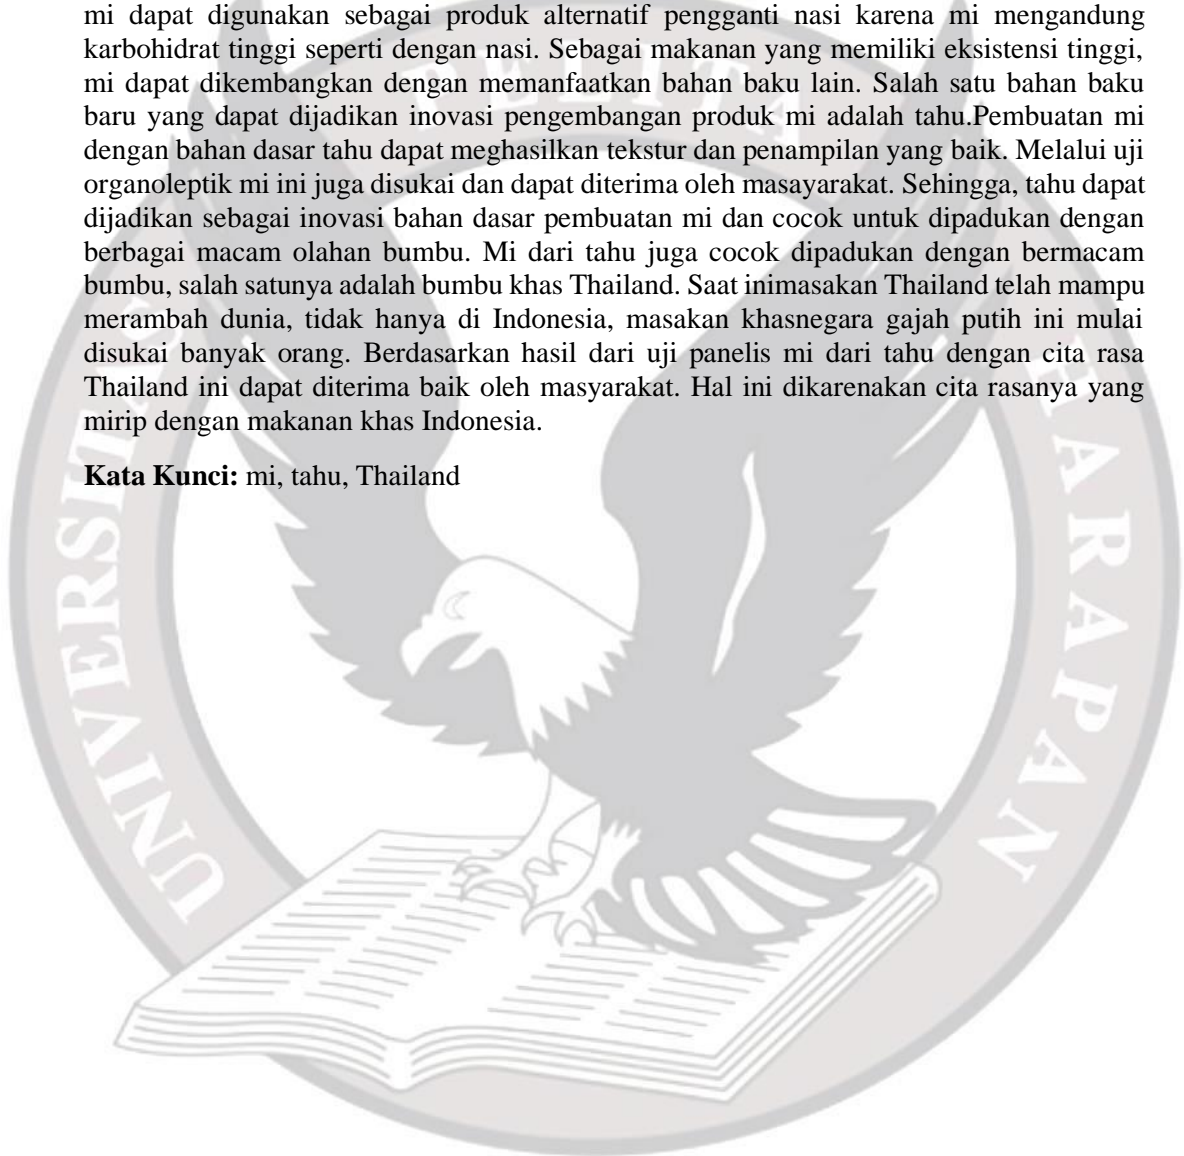 mi dapat digunakan sebagai produk alternatif pengganti nasi karena mi mengandung
karbohidrat tinggi seperti dengan nasi. Sebagai makanan yang memiliki eksistensi tinggi,
mi dapat dikembangkan dengan memanfaatkan bahan baku lain. Salah satu bahan baku
baru yang dapat dijadikan inovasi pengembangan produk mi adalah tahu.Pembuatan mi
dengan bahan dasar tahu dapat meghasilkan tekstur dan penampilan yang baik. Melalui uji
organoleptik mi ini juga disukai dan dapat diterima oleh masayarakat. Sehingga, tahu dapat
dijadikan sebagai inovasi bahan dasar pembuatan mi dan cocok untuk dipadukan dengan
berbagai macam olahan bumbu. Mi dari tahu juga cocok dipadukan dengan bermacam
bumbu, salah satunya adalah bumbu khas Thailand. Saat inimasakan Thailand telah mampu
merambah dunia, tidak hanya di Indonesia, masakan khasnegara gajah putih ini mulai
disukai banyak orang. Berdasarkan hasil dari uji panelis mi dari tahu dengan cita rasa
Thailand ini dapat diterima baik oleh masyarakat. Hal ini dikarenakan cita rasanya yang
mirip dengan makanan khas Indonesia.
Kata Kunci: mi, tahu, Thailand
UNIVERSITAS
PELITA
HARAPAN